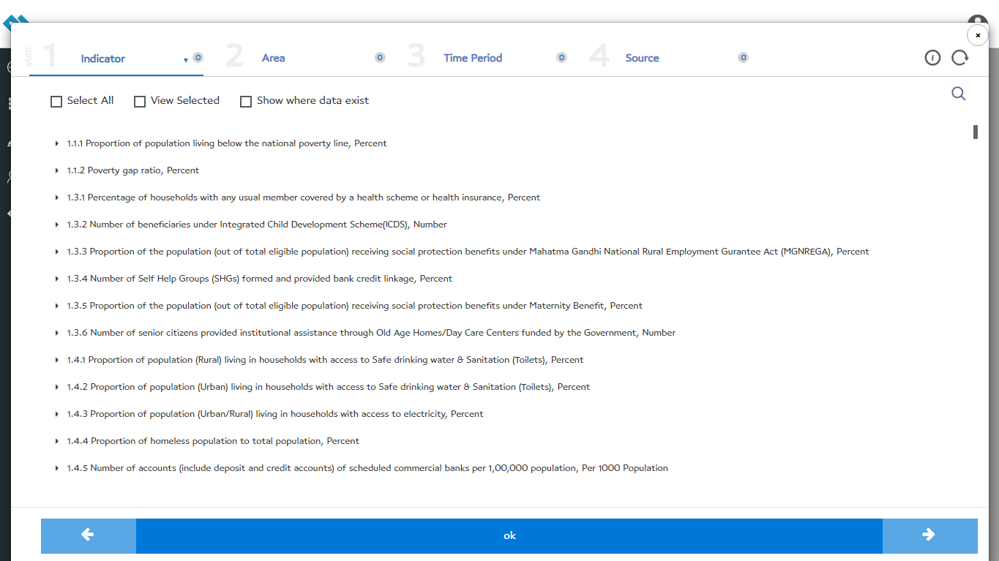 step 1 Indicator 0 2 Area 0 3 Time Period 0 4 Source 0
Select All View Selected Show where data exist
1.1.1 Proportion of population living below the national poverty line, Percent
1.1.2 Poverty gap ratio, Percent
1.3.1 Percentage of households with any usual member covered by a health scheme or health insurance, Percent
1.3.2 Number of beneficiaries under Integrated Child Development Scheme(ICDS), Number
1.3.3 Proportion of the population (out of total eligible population) receiving social protection benefits under Mahatma Gandhi National Rural Employment Gurantee Act (MGNREGA), Percent
1.3.4 Number of Self Help Groups (SHGs) formed and provided bank credit linkage, Percent
1.3.5 Proportion of the population (out of total eligible population) receiving social protection benefits under Maternity Benefit, Percent
1.3.6 Number of senior citizens provided institutional assistance through Old Age Homes/Day Care Centers funded by the Government, Number
1.4.1 Proportion of population (Rural) living in households with access to Safe drinking water & Sanitation (Toilets), Percent
1.4.2 Proportion of population (Urban) living in households with access to Safe drinking water & Sanitation (Toilets), Percent
1.4.3 Proportion of population (Urban/Rural) living in households with access to electricity, Percent
1.4.4 Proportion of homeless population to total population, Percent
1.4.5 Number of accounts (include deposit and credit accounts) of scheduled commercial banks per 1,00,000 population, Per 1000 Population
ok